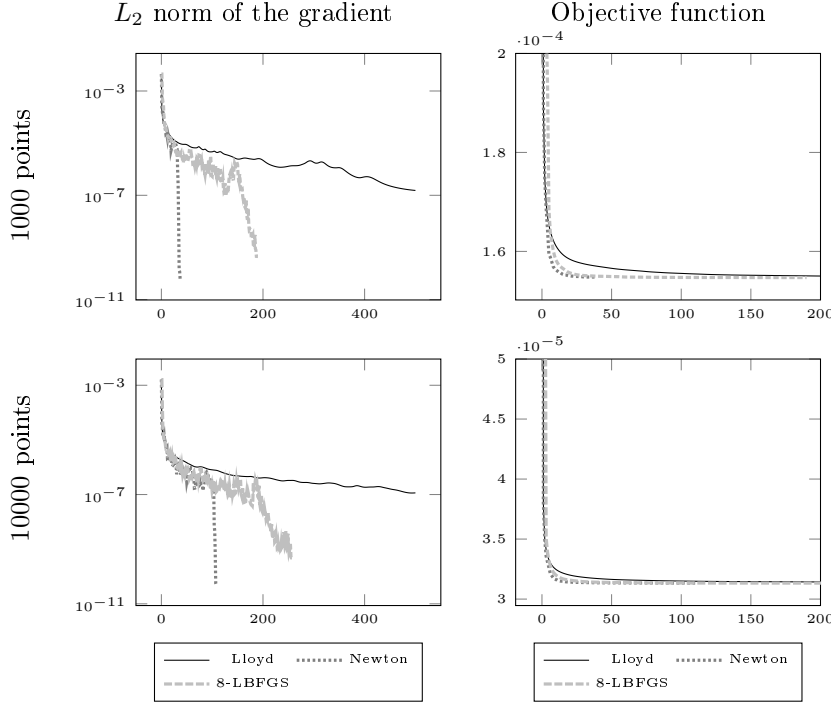 L₂ norm of the gradient
Objective function
1000 points
10⁻³
10⁻⁷
10⁻¹¹
0 200 400
·10⁻⁴
2
1.8
1.6
0 50 100 150 200
10000 points
10⁻³
10⁻⁷
10⁻¹¹
0 200 400
·10⁻⁵
5
4.5
4
3.5
3
0 50 100 150 200
Lloyd Newton
8-LBFGS
Lloyd Newton
8-LBFGS